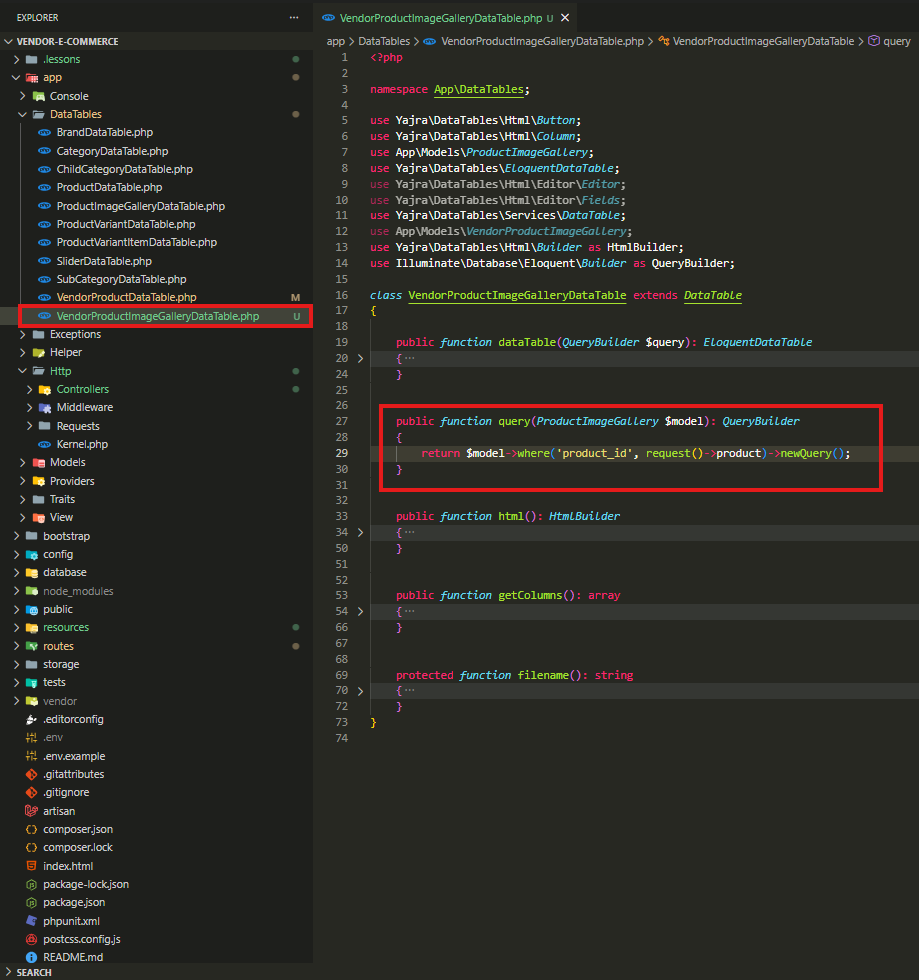 EXPLORER
VENDOR-E-COMMERCE
.lessons
app
Console
DataTables
BrandDataTable.php
CategoryDataTable.php
ChildCategoryDataTable.php
ProductDataTable.php
ProductImageGalleryDataTable.php
ProductVariantDataTable.php
ProductVariantItemDataTable.php
SliderDataTable.php
SubCategoryDataTable.php
VendorProductDataTable.php M
VendorProductImageGalleryDataTable.php U
Exceptions
Helper
Http
Controllers
Middleware
Requests
Kernel.php
Models
Providers
Traits
View
bootstrap
config
database
node_modules
public
resources
routes
storage
tests
vendor
.editorconfig
.env
.env.example
.gitattributes
.gitignore
artisan
composer.json
composer.lock
index.html
package-lock.json
package.json
phpunit.xml
postcss.config.js
README.md
SEARCH
VendorProductImageGalleryDataTable.php U
app > DataTables > VendorProductImageGalleryDataTable.php > VendorProductImageGalleryDataTable > query
1 <?php
2
3 namespace App\DataTables;
4
5 use Yajra\DataTables\Html\Button;
6 use Yajra\DataTables\Html\Column;
7 use App\Models\ProductImageGallery;
8 use Yajra\DataTables\EloquentDataTable;
9 use Yajra\DataTables\Html\Editor\Editor;
10 use Yajra\DataTables\Html\Editor\Fields;
11 use Yajra\DataTables\Services\DataTable;
12 use App\Models\VendorProductImageGallery;
13 use Yajra\DataTables\Html\Builder as HtmlBuilder;
14 use Illuminate\Database\Eloquent\Builder as QueryBuilder;
15
16 class VendorProductImageGalleryDataTable extends DataTable
17 {
18
19 public function dataTable(QueryBuilder $query): EloquentDataTable
20 { ···
24 }
25
26
27 public function query(ProductImageGallery $model): QueryBuilder
28 {
29 return $model->where('product_id', request()->product)->newQuery();
30 }
31
32
33 public function html(): HtmlBuilder
34 { ···
50 }
51
52
53 public function getColumns(): array
54 { ···
66 }
67
68
69 protected function filename(): string
70 { ···
72 }
73 }
74